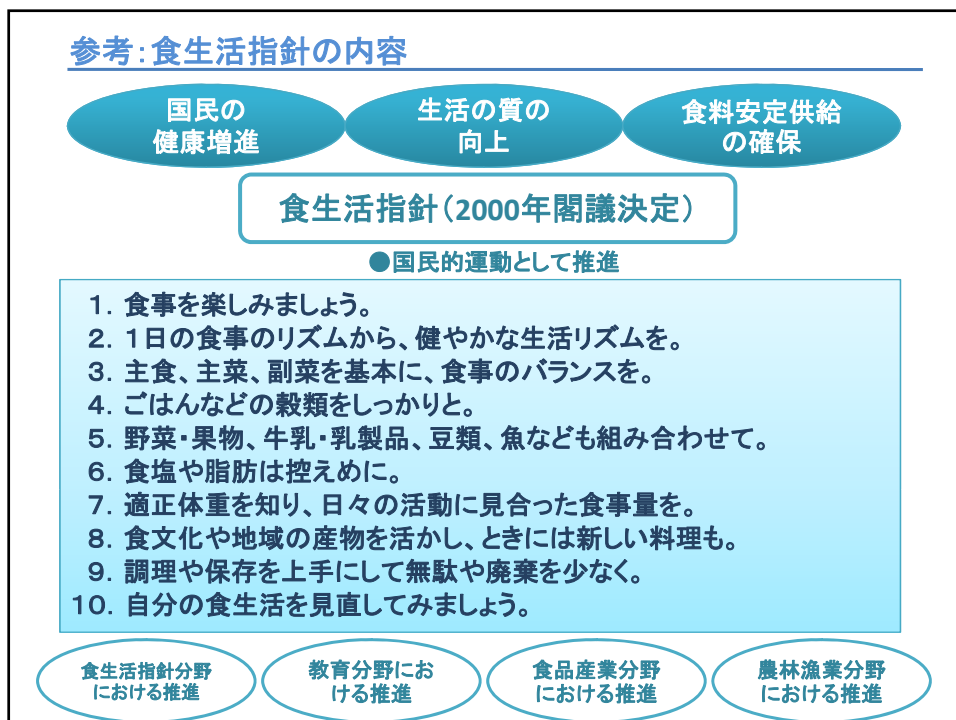 参考:食生活指針の内容
国民の
健康増進
生活の質の
向上
食料安定供給
の確保
食生活指針(2000年閣議決定)
●国民的運動として推進
1. 食事を楽しみましょう。
2. 1日の食事のリズムから、健やかな生活リズムを。
3. 主食、主菜、副菜を基本に、食事のバランスを。
4. ごはんなどの穀類をしっかりと。
5. 野菜・果物、牛乳・乳製品、豆類、魚なども組み合わせて。
6. 食塩や脂肪は控えめに。
7. 適正体重を知り、日々の活動に見合った食事量を。
8. 食文化や地域の産物を活かし、ときには新しい料理も。
9. 調理や保存を上手にして無駄や廃棄を少なく。
10. 自分の食生活を見直してみましょう。
食生活指針分野
における推進
教育分野にお
ける推進
食品産業分野
における推進
農林漁業分野
における推進